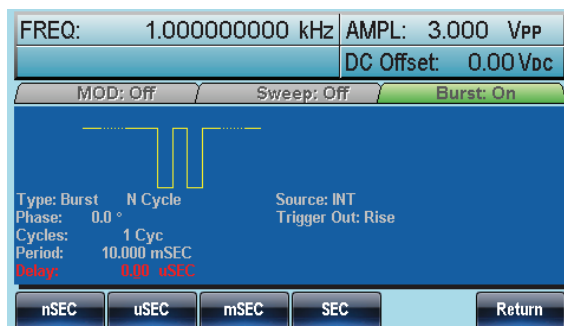 FREQ: 1.000000000 kHz AMPL: 3.000 VPP
DC Offset: 0.00 VDC
MOD: Off Sweep: Off Burst: On
Type: Burst N Cycle Source: INT
Phase: 0.0 ° Trigger Out: Rise
Cycles: 1 Cyc
Period: 10.000 mSEC
Delay: 0.00 uSEC
nSEC uSEC mSEC SEC Return